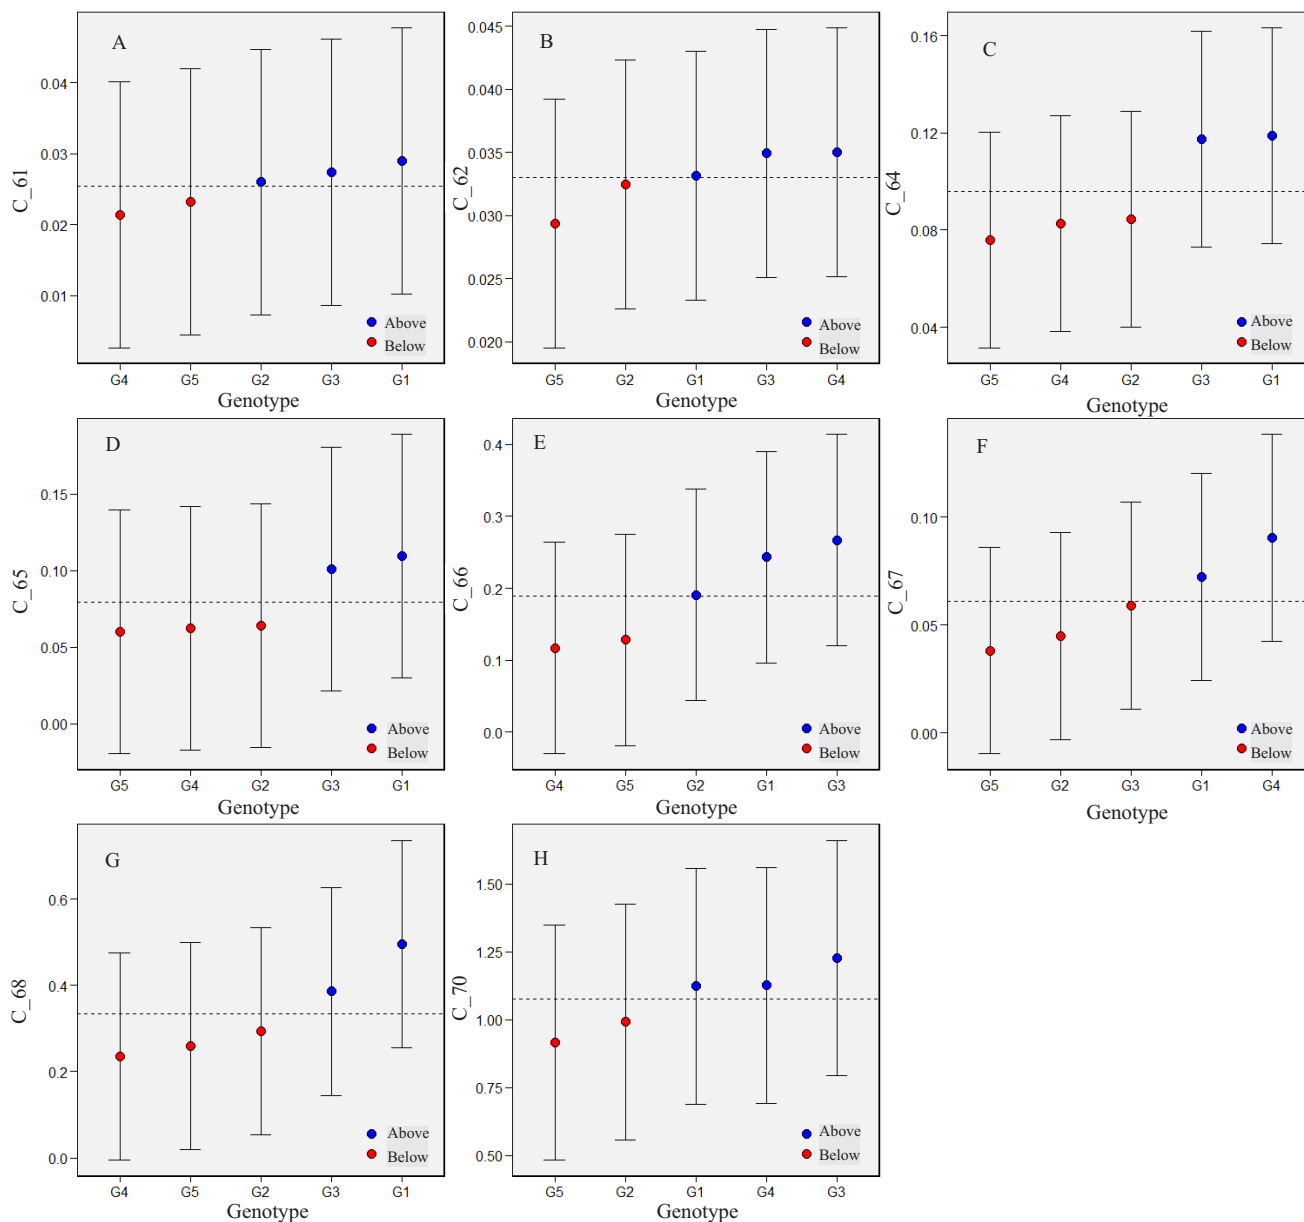 A
C_61
0.04
0.03
0.02
0.01
Above
Below
G4 G5 G2 G3 G1
Genotype
B
C_62
0.045
0.040
0.035
0.030
0.025
0.020
Above
Below
G5 G2 G1 G3 G4
Genotype
C
C_64
0.16
0.12
0.08
0.04
Above
Below
G5 G4 G2 G3 G1
Genotype
D
C_65
0.15
0.10
0.05
0.00
Above
Below
G5 G4 G2 G3 G1
Genotype
E
C_66
0.4
0.3
0.2
0.1
0.0
Above
Below
G4 G5 G2 G1 G3
Genotype
F
C_67
0.10
0.05
0.00
Above
Below
G5 G2 G3 G1 G4
Genotype
G
C_68
0.6
0.4
0.2
0.0
Above
Below
G4 G5 G2 G3 G1
Genotype
H
C_70
1.50
1.25
1.00
0.75
0.50
Above
Below
G5 G2 G1 G4 G3
Genotype